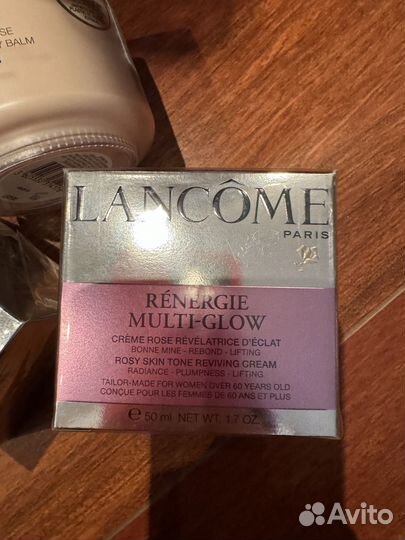 BALM
LANCÔME
PARIS
RÉNERGIE
MULTI-GLOW
CRÈME ROSE RÉVÉLATRICE D'ÉCLAT
BONNE MINE - REBOND - LIFTING
ROSY SKIN TONE REVIVING CREAM
RADIANCE - PLUMPNESS - LIFTING
TAILOR-MADE FOR WOMEN OVER 60 YEARS OLD
CONÇUE POUR LES FEMMES DE 60 ANS ET PLUS
℮ 50 ml NET WT. 1.7 OZ.
Avito